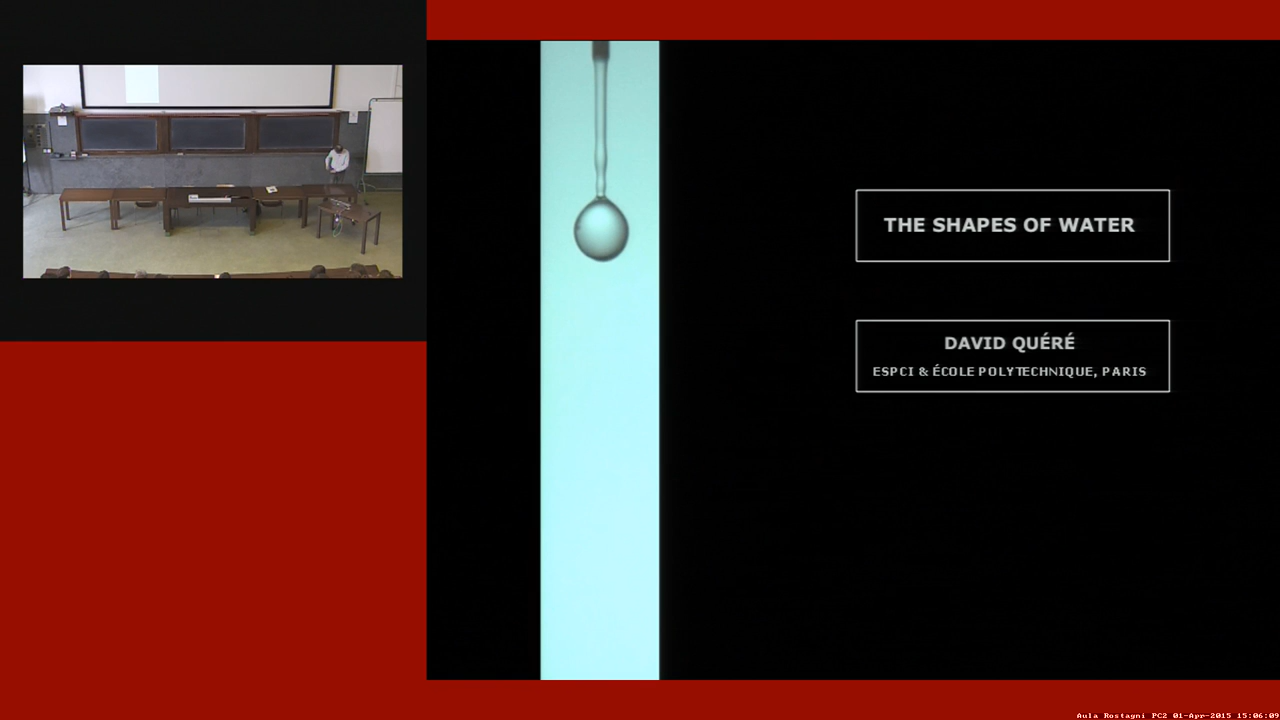 THE SHAPES OF WATER
DAVID QUÉRÉ
ESPCI & ÉCOLE POLYTECHNIQUE, PARIS
Aula Rostagni PC2 01-Apr-2015 15:06:09